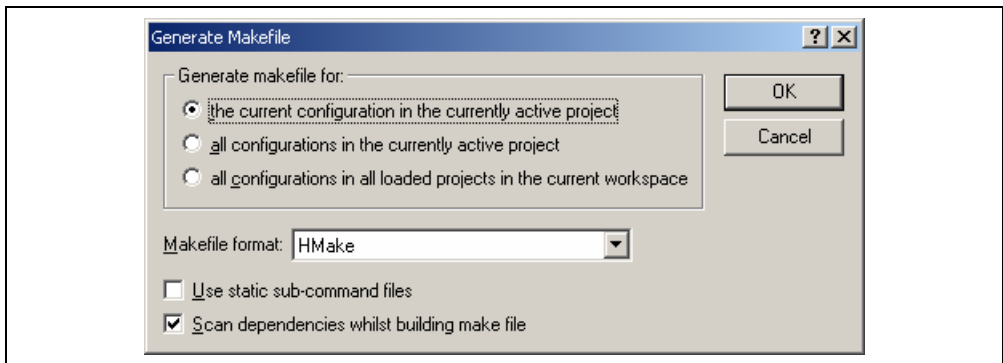 Generate Makefile
Generate makefile for:
the current configuration in the currently active project
all configurations in the currently active project
all configurations in all loaded projects in the current workspace
OK
Cancel
Makefile format: HMake
Use static sub-command files
Scan dependencies whilst building make file